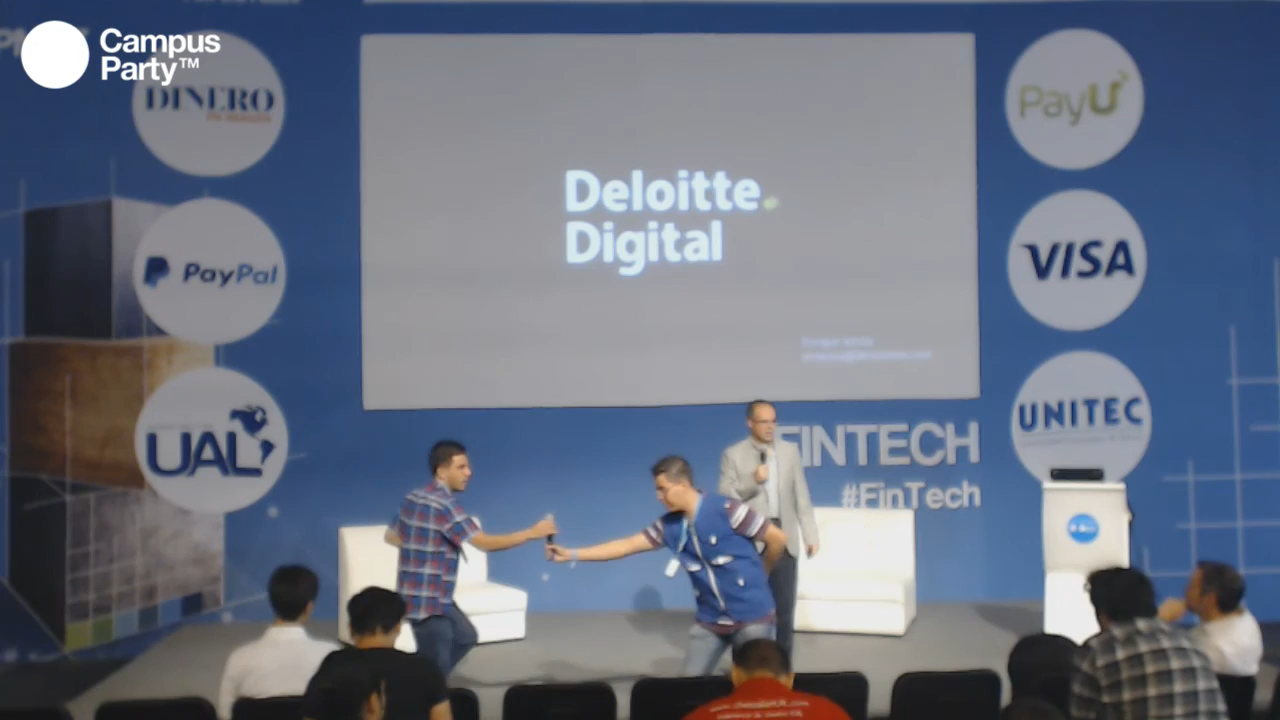 Campus
Party™
DINERO
PayPal
UAL
Deloitte.
Digital
PayU
VISA
UNITEC
FINTECH
#FinTech